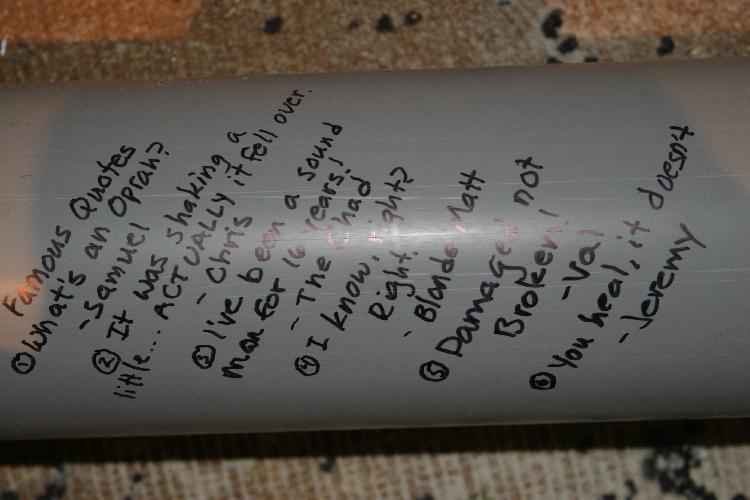 Famous Quotes
① What's an Oprah?
- Samuel
② It was shaking a
little... ACTUALLY it fell over.
- Chris
③ I've been a sound
man for 16 years!
- The Chad
④ I know, right?
Right.
- Blonde Matt
⑤ Damaged, not
Broken!
- Val
⑥ You heal, it doesn't
- Jeremy